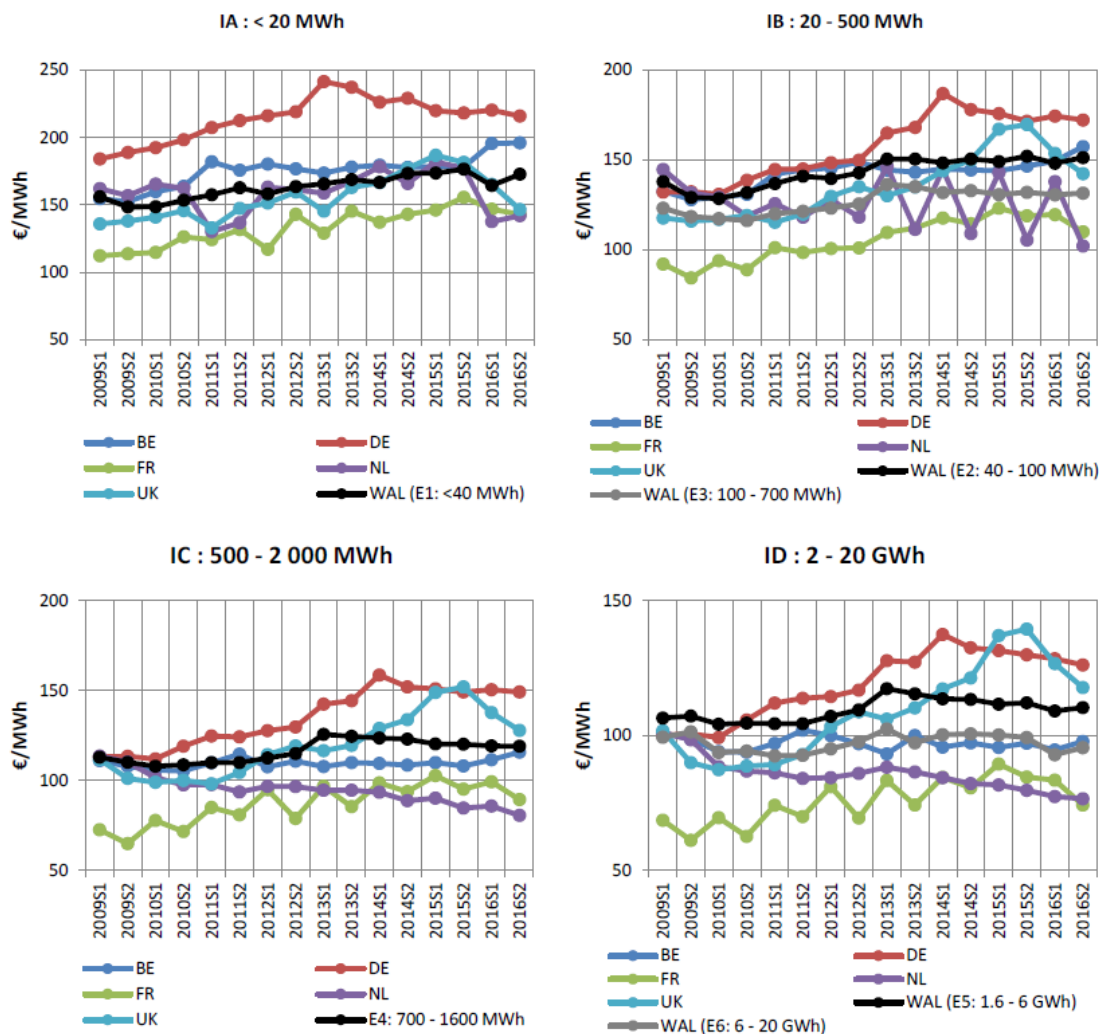 IA : < 20 MWh
250
200
150
100
50
€/MWh
2009S1
2009S2
2010S1
2010S2
2011S1
2011S2
2012S1
2012S2
2013S1
2013S2
2014S1
2014S2
2015S1
2015S2
2016S1
2016S2
BE DE
FR NL
UK WAL (E1: <40 MWh)
IB : 20 - 500 MWh
200
150
100
50
€/MWh
2009S1
2009S2
2010S1
2010S2
2011S1
2011S2
2012S1
2012S2
2013S1
2013S2
2014S1
2014S2
2015S1
2015S2
2016S1
2016S2
BE DE
FR NL
UK WAL (E2: 40 - 100 MWh)
WAL (E3: 100 - 700 MWh)
IC : 500 - 2 000 MWh
200
150
100
50
€/MWh
2009S1
2009S2
2010S1
2010S2
2011S1
2011S2
2012S1
2012S2
2013S1
2013S2
2014S1
2014S2
2015S1
2015S2
2016S1
2016S2
BE DE
FR NL
UK E4: 700 - 1600 MWh
ID : 2 - 20 GWh
150
100
50
€/MWh
2009S1
2009S2
2010S1
2010S2
2011S1
2011S2
2012S1
2012S2
2013S1
2013S2
2014S1
2014S2
2015S1
2015S2
2016S1
2016S2
BE DE
FR NL
UK WAL (E5: 1.6 - 6 GWh)
WAL (E6: 6 - 20 GWh)